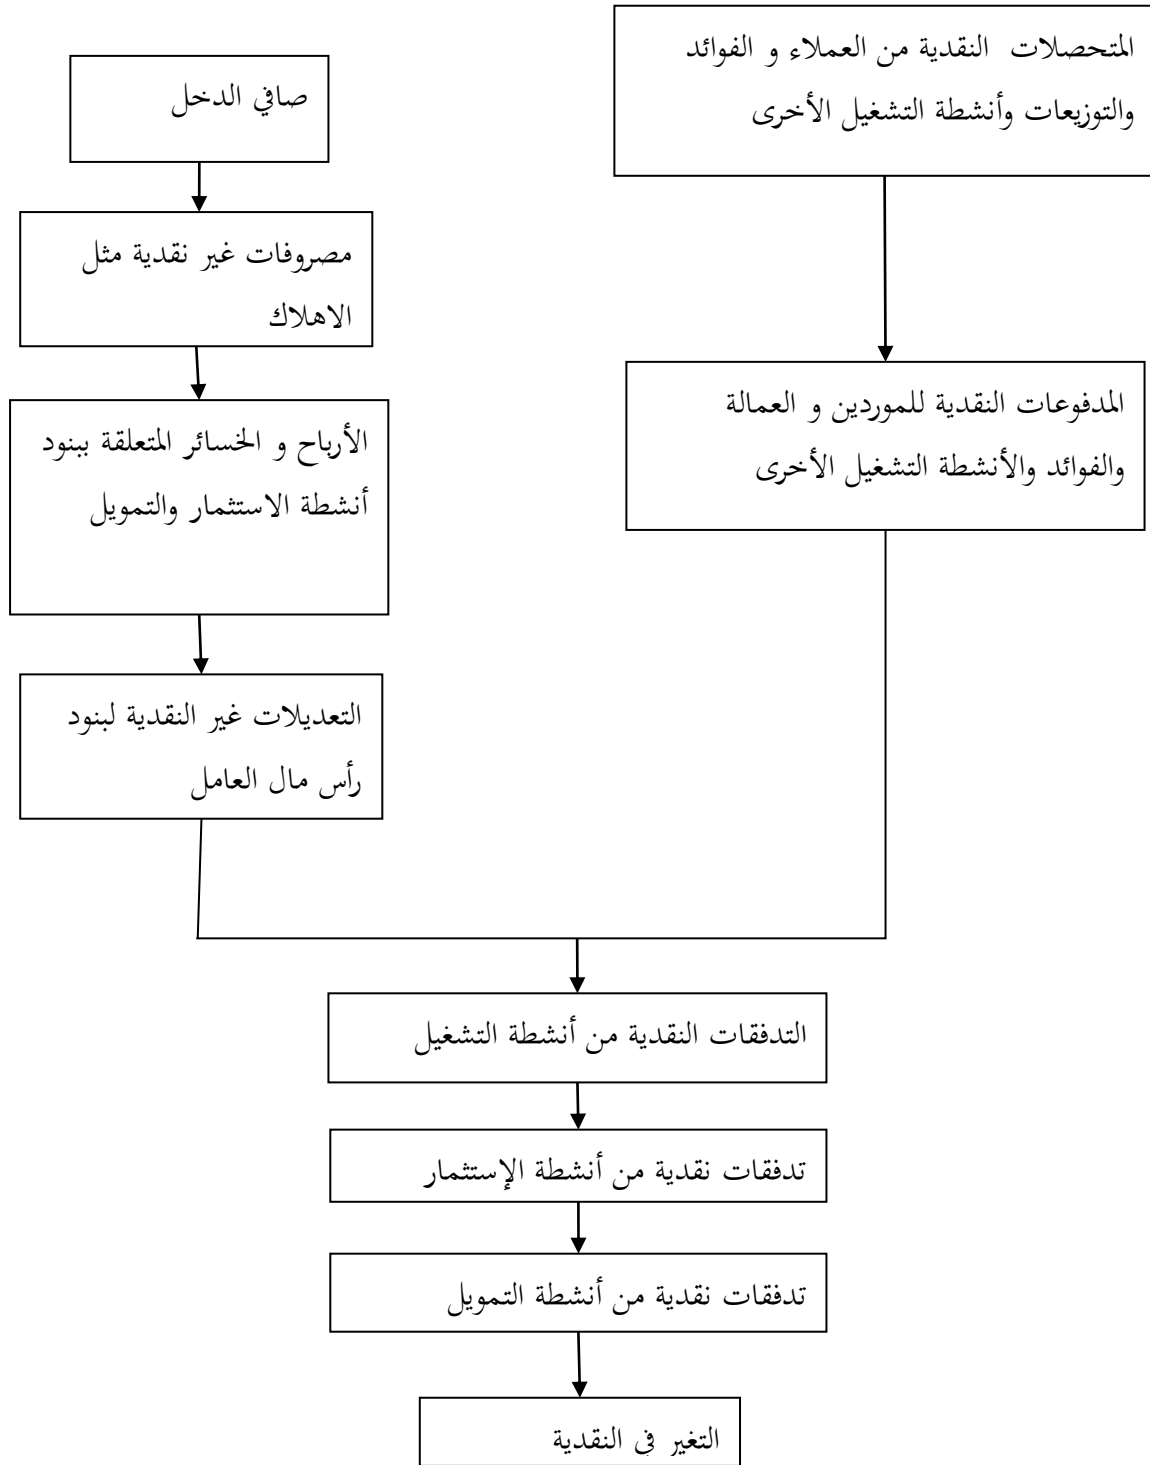 المتحصلات النقدية من العملاء و الفوائد
والتوزيعات وأنشطة التشغيل الأخرى
المدفوعات النقدية للموردين و العمالة
والفوائد والأنشطة التشغيل الأخرى
صافي الدخل
مصروفات غير نقدية مثل
الاهلاك
الأرباح و الخسائر المتعلقة ببنود
أنشطة الاستثمار والتمويل
التعديلات غير النقدية لبنود
رأس مال العامل
التدفقات النقدية من أنشطة التشغيل
تدفقات نقدية من أنشطة الإستثمار
تدفقات نقدية من أنشطة التمويل
التغير في النقدية